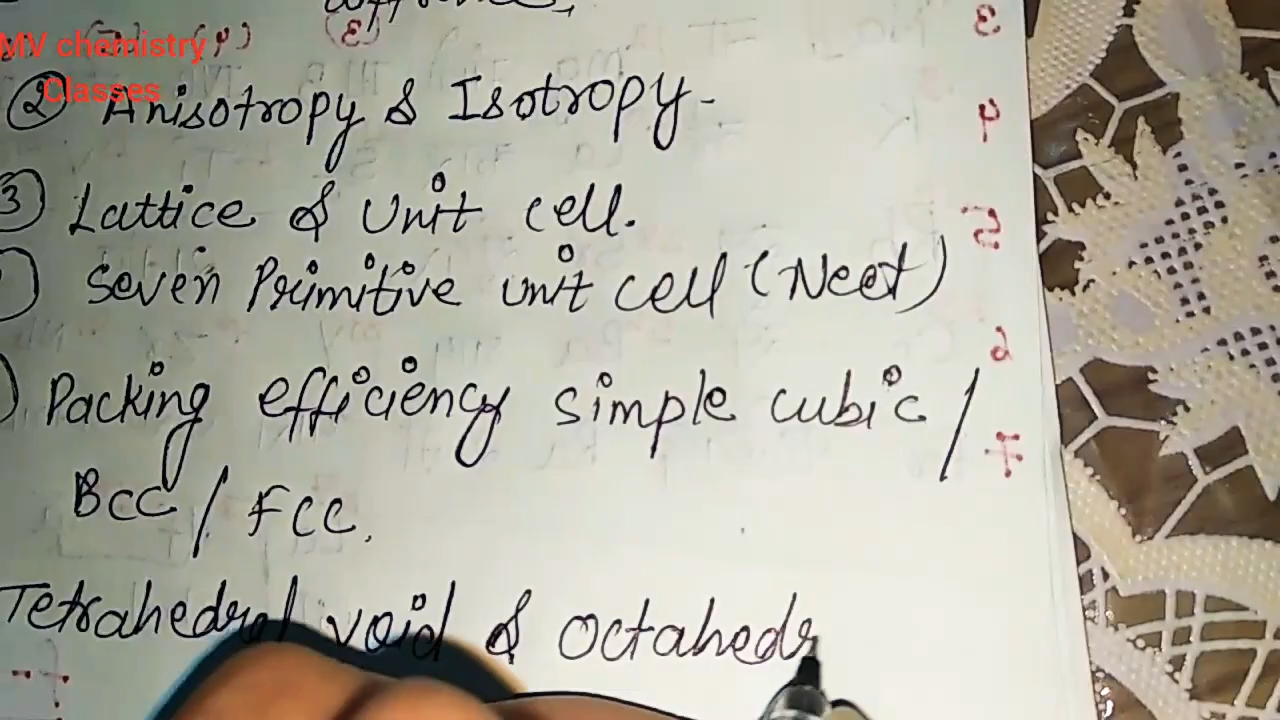 MV chemistry
Classes
② Anisotropy & Isotropy-
③ Lattice & Unit cell.
Seven Primitive unit cell (Neet)
Packing efficiency simple cubic /
BCC / FCC.
Tetrahedral void & Octahedr